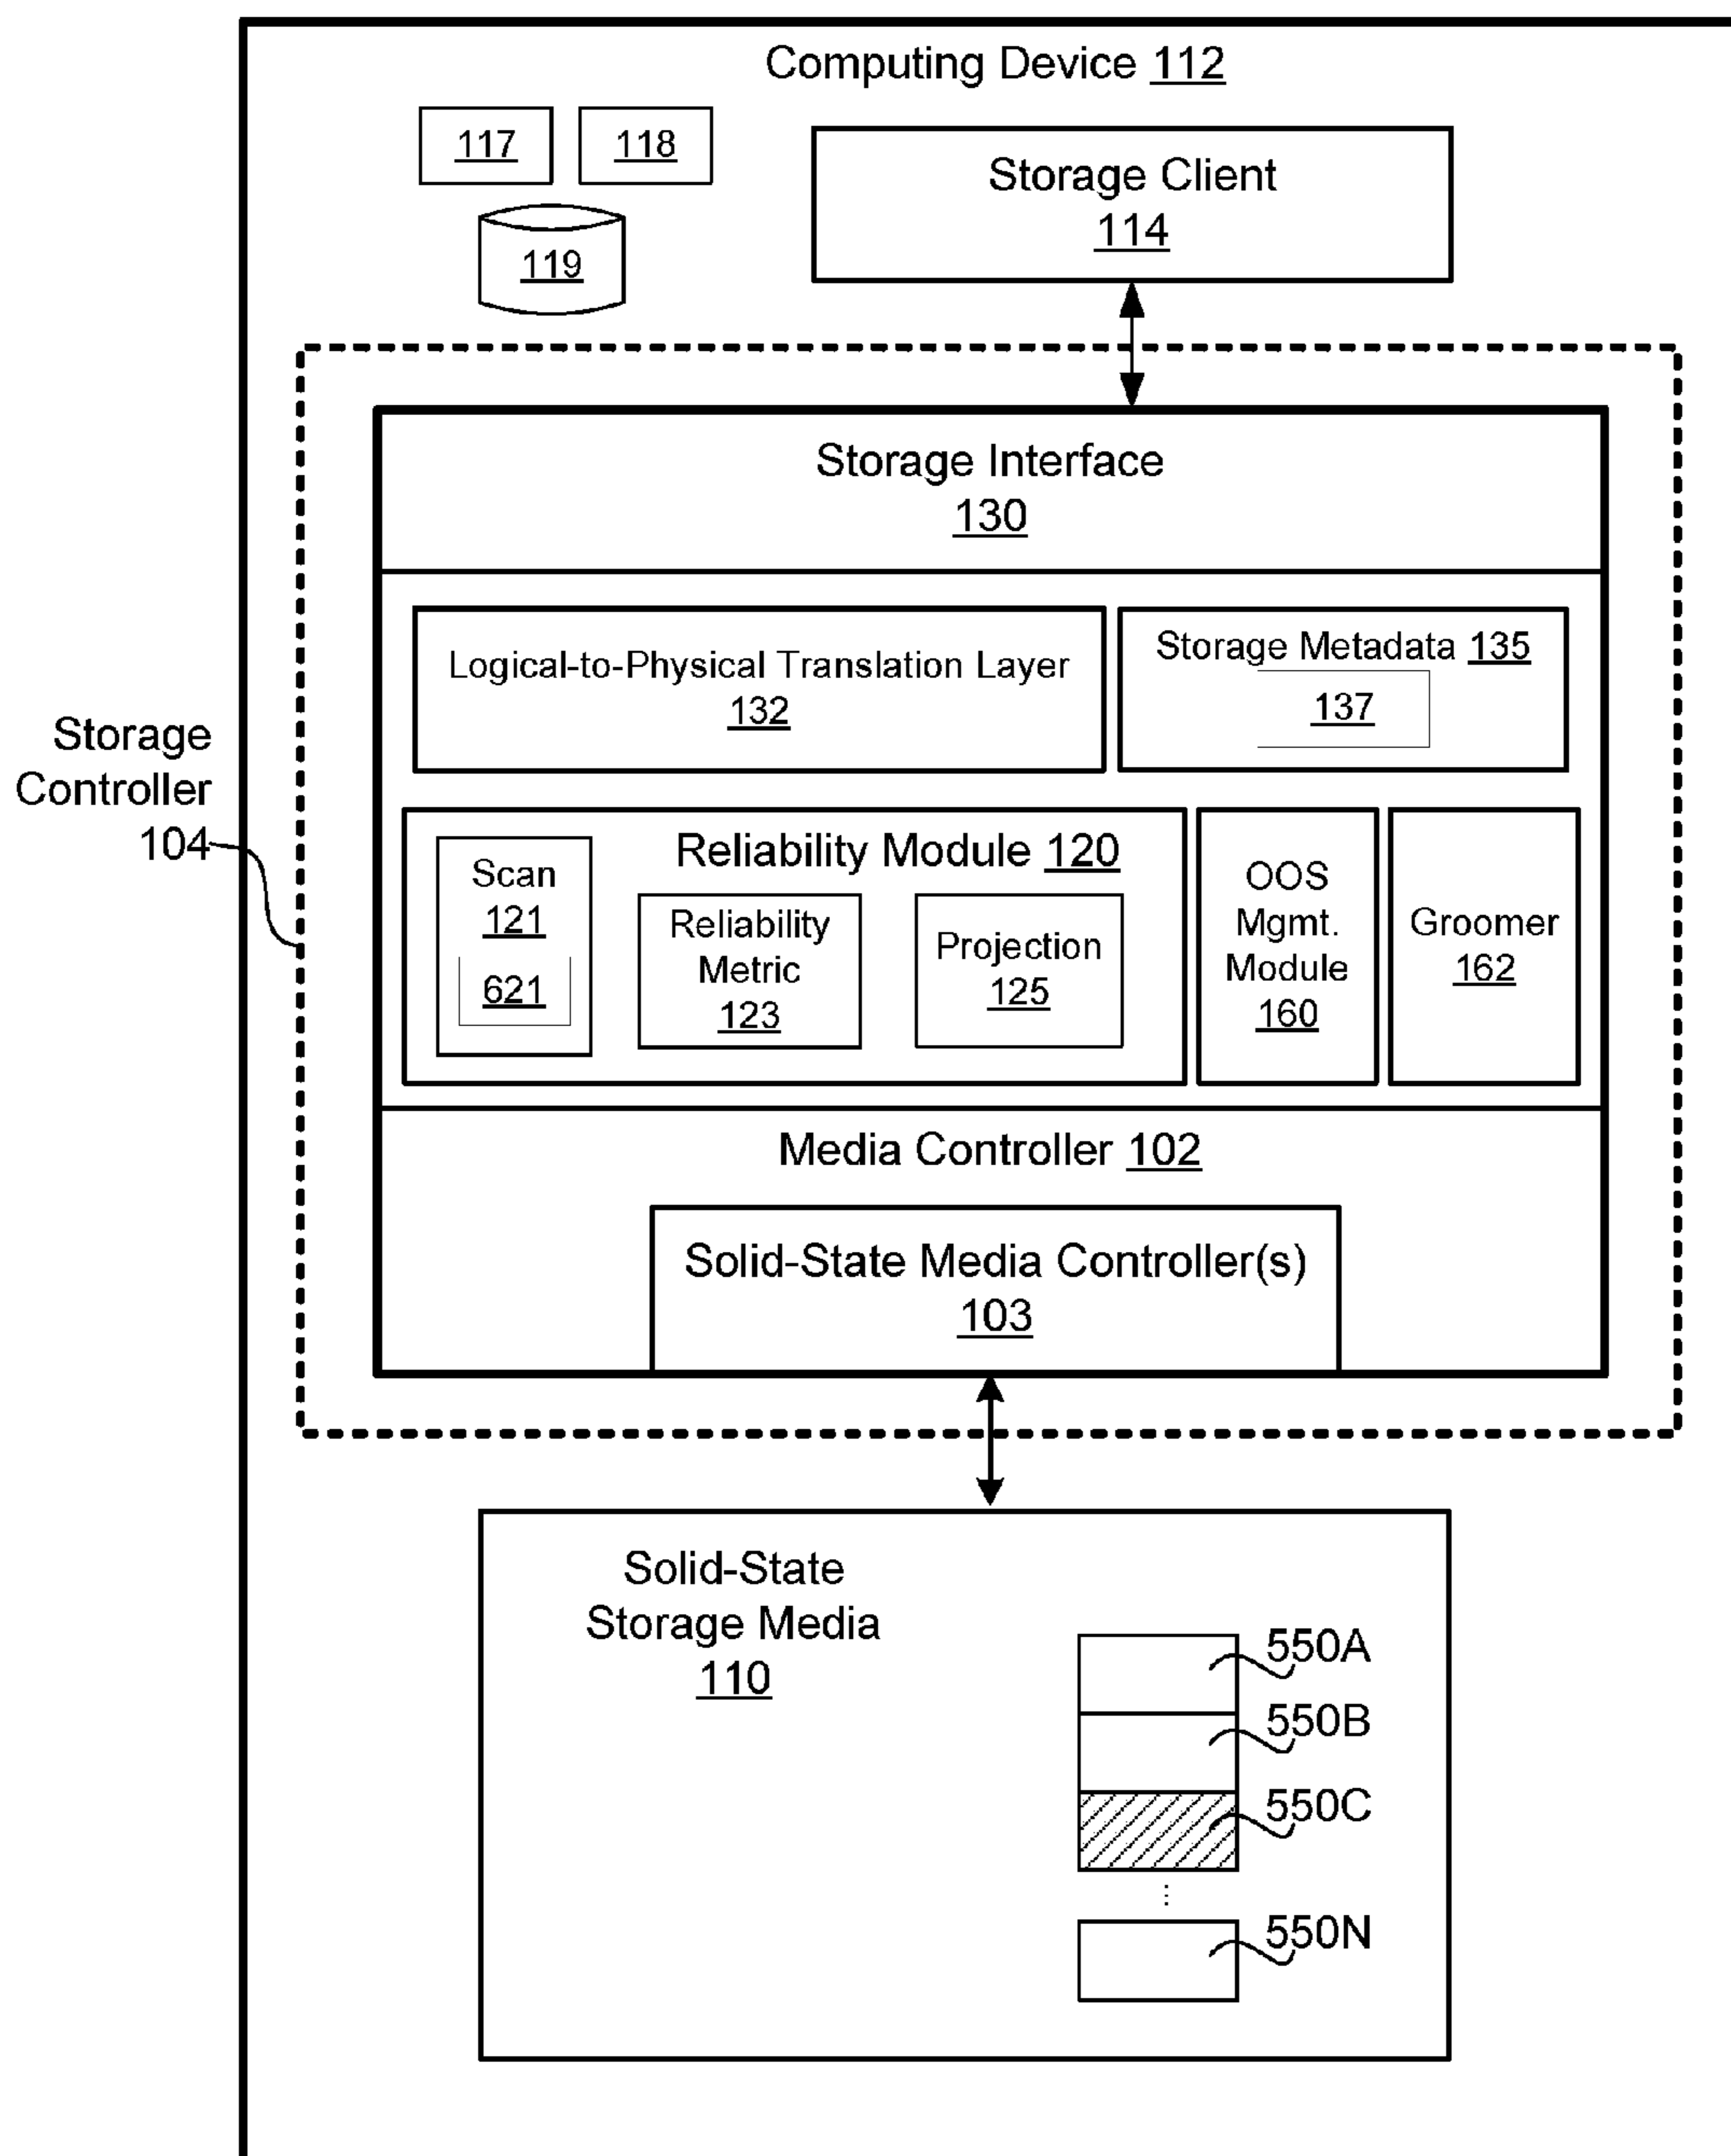 Computing Device 112
117
118
119
Storage Client
114
Storage Interface
130
Logical-to-Physical Translation Layer
132
Storage Metadata 135
137
Storage
Controller
104
Reliability Module 120
Scan
121
621
Reliability
Metric
123
Projection
125
OOS
Mgmt.
Module
160
Groomer
162
Media Controller 102
Solid-State Media Controller(s)
103
Solid-State
Storage Media
110
550A
550B
550C
...
550N